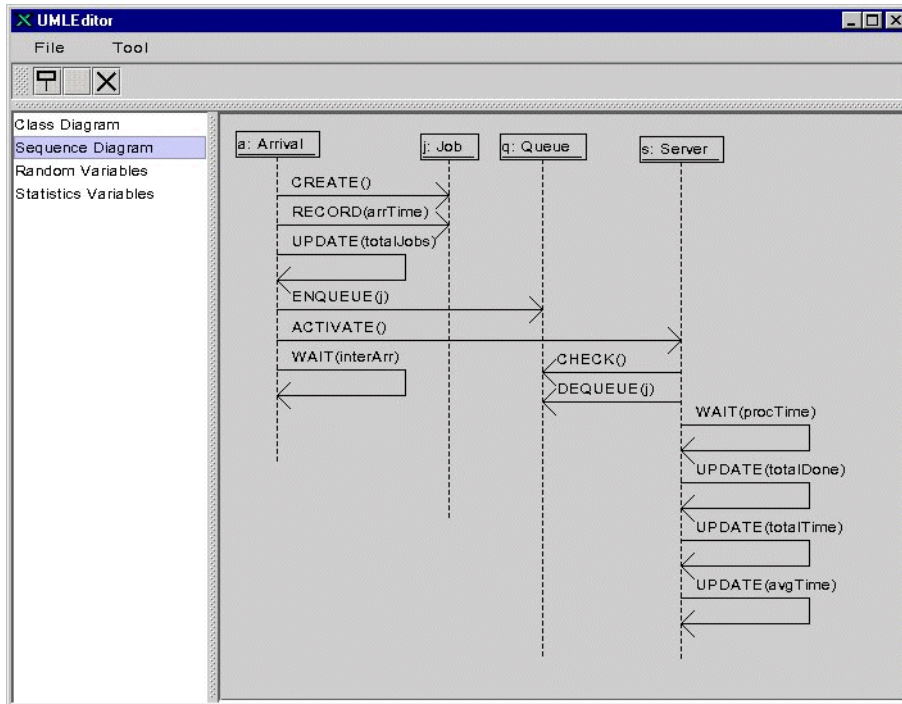 UMLEditor
File Tool
Class Diagram
Sequence Diagram
Random Variables
Statistics Variables
a: Arrival
j: Job
q: Queue
s: Server
CREATE()
RECORD(arrTime)
UPDATE(totalJobs)
ENQUEUE(j)
ACTIVATE()
WAIT(interArr)
CHECK()
DEQUEUE(j)
WAIT(procTime)
UPDATE(totalDone)
UPDATE(totalTime)
UPDATE(avgTime)